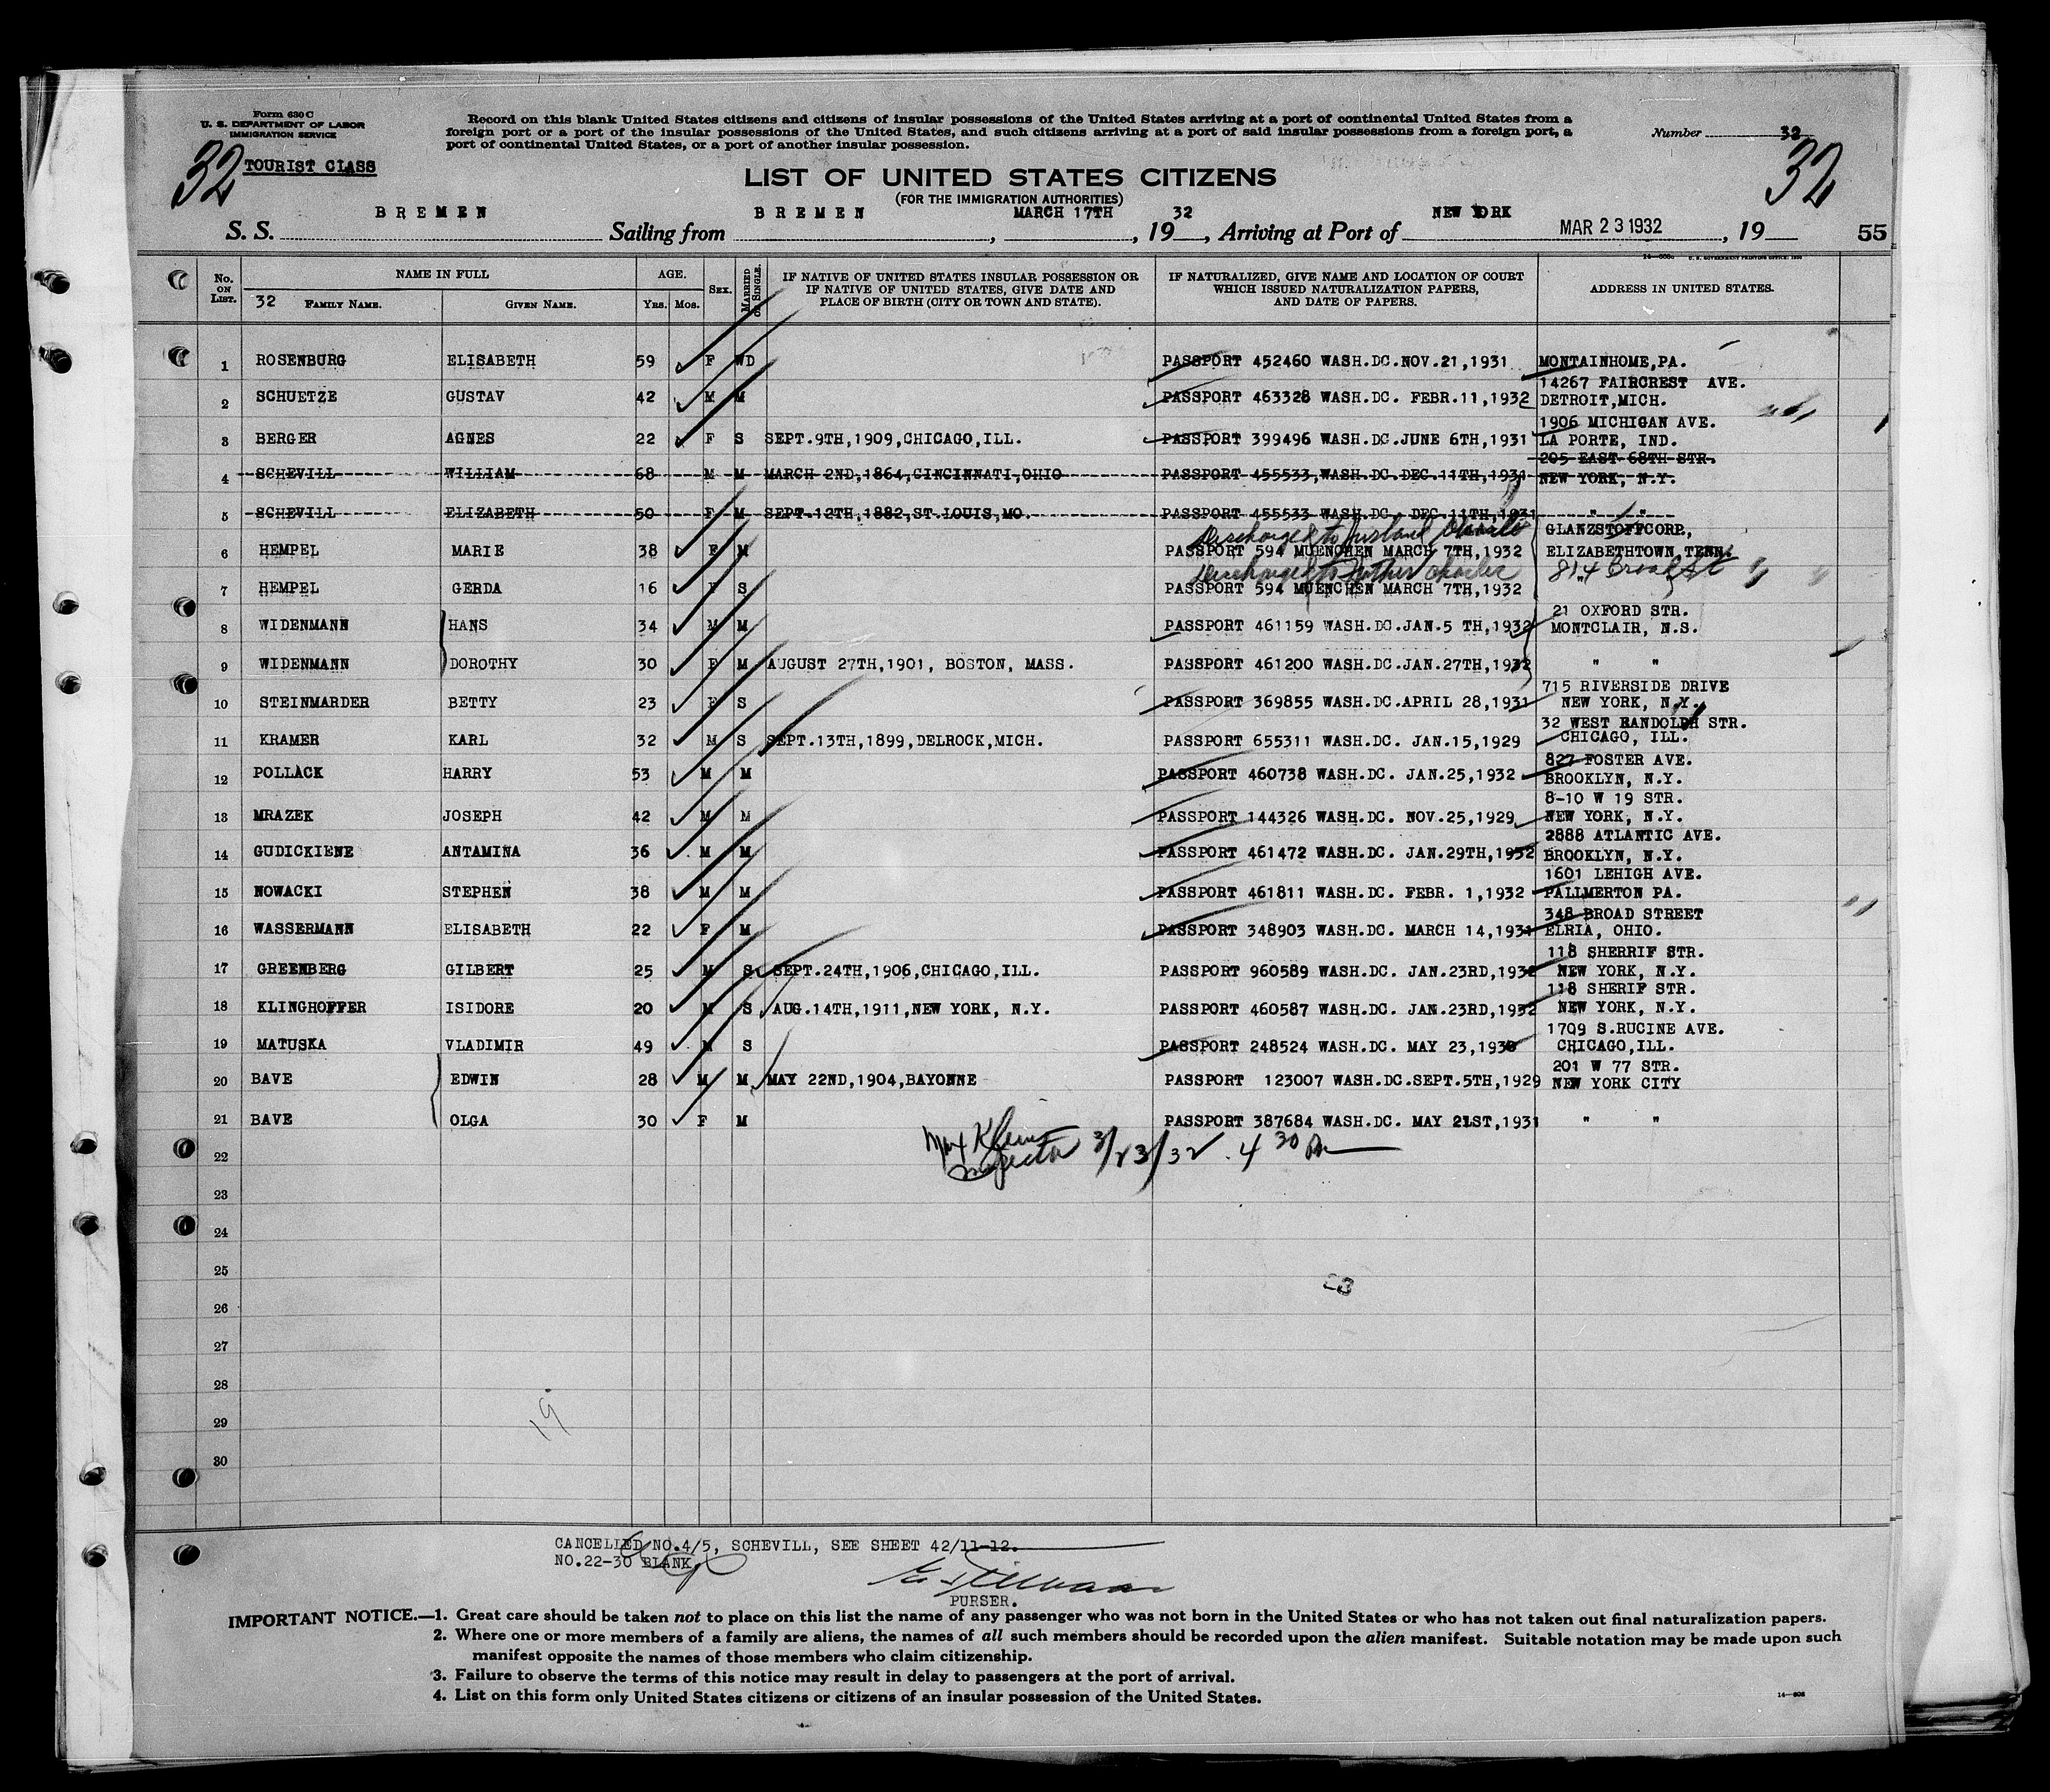 Form 630 C
U. S. DEPARTMENT OF LABOR
IMMIGRATION SERVICE
Record on this blank United States citizens and citizens of insular possessions of the United States arriving at a port of continental United States from a
foreign port or a port of the insular possessions of the United States, and such citizens arriving at a port of said insular possessions from a foreign port, a
port of continental United States, or a port of another insular possession.
Number 32
32 TOURIST CLASS 32
LIST OF UNITED STATES CITIZENS
(FOR THE IMMIGRATION AUTHORITIES)
S. S. BREMEN Sailing from BREMEN, MARCH 17TH, 1932, Arriving at Port of NEW YORK MAR 23 1932, 19 55
No. ON LIST. NAME IN FULL AGE. SEX. MARRIED OR SINGLE. IF NATIVE OF UNITED STATES INSULAR POSSESSION OR IF NATIVE OF UNITED STATES, GIVE DATE AND PLACE OF BIRTH (CITY OR TOWN AND STATE). IF NATURALIZED, GIVE NAME AND LOCATION OF COURT WHICH ISSUED NATURALIZATION PAPERS, AND DATE OF PAPERS. ADDRESS IN UNITED STATES.
32 FAMILY NAME. GIVEN NAME. YRS. MOS.
1 ROSENBURG ELISABETH 59 F WD PASSPORT 452460 WASH.DC.NOV.21,1931 MONTAINHOME,PA.
14267 FAIRCREST AVE.
2 SCHUETZE GUSTAV 42 M M PASSPORT 463328 WASH.DC. FEBR.11,1932 DETROIT,MICH.
1906 MICHIGAN AVE.
3 BERGER AGNES 22 F S SEPT.9TH,1909,CHICAGO,ILL. PASSPORT 399496 WASH.DC.JUNE 6TH,1931 LA PORTE, IND.
205 EAST 68TH STR.
4 SCHEVILL WILLIAM 68 M M MARCH 2ND,1864,CINCINNATI,OHIO PASSPORT 455533,WASH.DC.DEC.11TH,1931 NEW YORK, N.Y.
5 SCHEVILL ELIZABETH 50 F M SEPT.12TH,1882,ST.LOUIS,MO. PASSPORT 455533 WASH.DC. DEC.11TH,1931 " "
Discharged to husband Charles GLANZSTOFFCORP.,
6 HEMPEL MARIE 38 F M PASSPORT 594 MUENCHEN MARCH 7TH,1932 ELIZABETHTOWN,TENN.
Discharged to father Charles 814 Broad St
7 HEMPEL GERDA 16 F S PASSPORT 594 MUENCHEN MARCH 7TH,1932 " "
21 OXFORD STR.
8 WIDENMANN HANS 34 M M PASSPORT 461159 WASH.DC.JAN.5 TH,1932 MONTCLAIR, N.S.
9 WIDENMANN DOROTHY 30 F M AUGUST 27TH,1901, BOSTON, MASS. PASSPORT 461200 WASH.DC.JAN.27TH,1932 " "
715 RIVERSIDE DRIVE
10 STEINMARDER BETTY 23 F S PASSPORT 369855 WASH.DC.APRIL 28,1931 NEW YORK, N.Y.
32 WEST RANDOLPH STR.
11 KRAMER KARL 32 M S SEPT.13TH,1899,DELROCK,MICH. PASSPORT 655311 WASH.DC. JAN.15,1929 CHICAGO, ILL.
827 FOSTER AVE.
12 POLLACK HARRY 53 M M PASSPORT 460738 WASH.DC. JAN.25,1932 BROOKLYN, N.Y.
8-10 W 19 STR.
13 MRAZEK JOSEPH 42 M M PASSPORT 144326 WASH.DC. NOV.25,1929 NEW YORK, N.Y.
2888 ATLANTIC AVE.
14 GUDICKIENE ANTAMINA 36 M M PASSPORT 461472 WASH.DC. JAN.29TH,1932 BROOKLYN, N.Y.
1601 LEHIGH AVE.
15 NOWACKI STEPHEN 38 M M PASSPORT 461811 WASH.DC. FEBR. 1,1932 PALLMERTON PA.
348 BROAD STREET
16 WASSERMANN ELISABETH 22 F M PASSPORT 348903 WASH.DC. MARCH 14,1931 ELRIA, OHIO.
118 SHERRIF STR.
17 GREENBERG GILBERT 25 M S SEPT.24TH,1906,CHICAGO,ILL. PASSPORT 960589 WASH.DC. JAN.23RD,1932 NEW YORK, N.Y.
118 SHERIF STR.
18 KLINGHOFFER ISIDORE 20 M S AUG.14TH,1911,NEW YORK, N.Y. PASSPORT 460587 WASH.DC. JAN.23RD,1932 NEW YORK, N.Y.
1709 S.RUCINE AVE.
19 MATUSKA VLADIMIR 49 M S PASSPORT 248524 WASH.DC. MAY 23,1930 CHICAGO,ILL.
201 W 77 STR.
20 BAVE EDWIN 28 M M MAY 22ND,1904,BAYONNE PASSPORT 123007 WASH.DC.SEPT.5TH,1929 NEW YORK CITY
21 BAVE OLGA 30 F M PASSPORT 387684 WASH.DC. MAY 21ST,1931 " "
22 Max Klein
Inspector 3/23/32 . 4 30 Pm
23
24
25
26
27
28
29
30
19
CANCELLED NO.4/5, SCHEVILL, SEE SHEET 42/11-12.
NO.22-30 BLANK
PURSER.
IMPORTANT NOTICE.—1. Great care should be taken not to place on this list the name of any passenger who was not born in the United States or who has not taken out final naturalization papers.
2. Where one or more members of a family are aliens, the names of all such members should be recorded upon the alien manifest. Suitable notation may be made upon such
manifest opposite the names of those members who claim citizenship.
3. Failure to observe the terms of this notice may result in delay to passengers at the port of arrival.
4. List on this form only United States citizens or citizens of an insular possession of the United States.